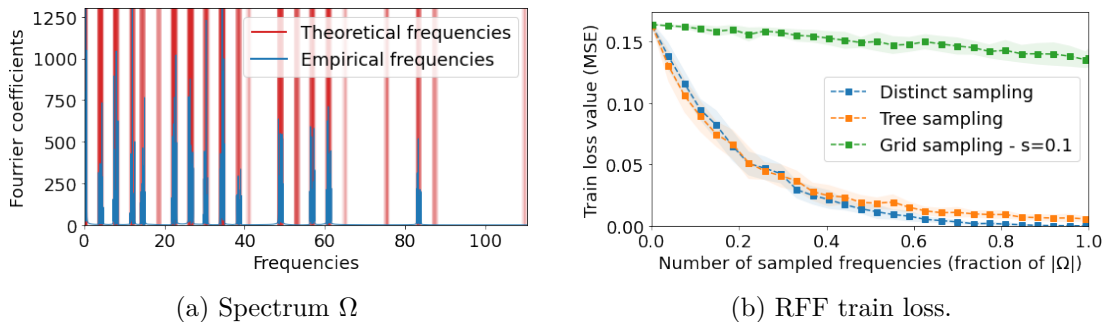 1250
1000
750
500
250
0
Fourrier coefficients
Theoretical frequencies
Empirical frequencies
0
20
40
60
80
100
Frequencies
(a) Spectrum Ω
0.15
0.10
0.05
0.00
Train loss value (MSE)
Distinct sampling
Tree sampling
Grid sampling - s=0.1
0.0
0.2
0.4
0.6
0.8
1.0
Number of sampled frequencies (fraction of |Ω|)
(b) RFF train loss.